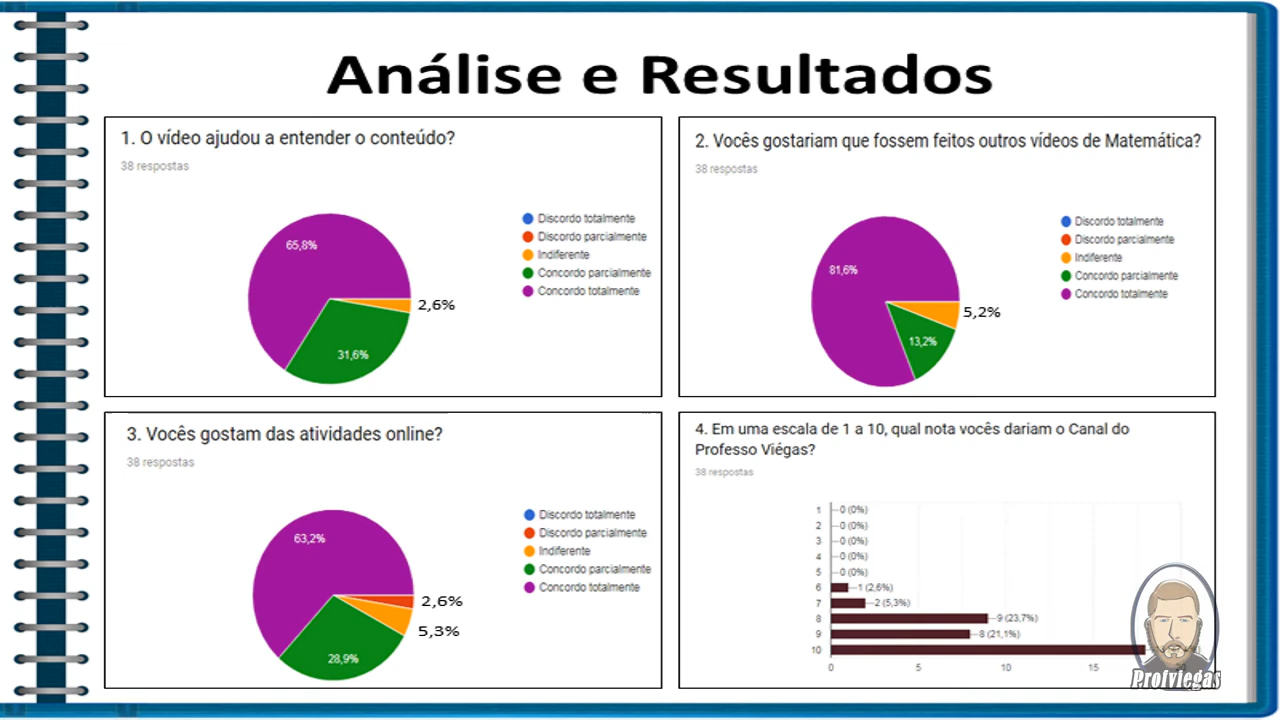 Análise e Resultados
1. O vídeo ajudou a entender o conteúdo?
38 respostas
65,8%
31,6%
2,6%
Discordo totalmente
Discordo parcialmente
Indiferente
Concordo parcialmente
Concordo totalmente
2. Vocês gostariam que fossem feitos outros vídeos de Matemática?
38 respostas
81,6%
13,2%
5,2%
Discordo totalmente
Discordo parcialmente
Indiferente
Concordo parcialmente
Concordo totalmente
3. Vocês gostam das atividades online?
38 respostas
63,2%
28,9%
2,6%
5,3%
Discordo totalmente
Discordo parcialmente
Indiferente
Concordo parcialmente
Concordo totalmente
4. Em uma escala de 1 a 10, qual nota vocês dariam o Canal do
Professo Viégas?
38 respostas
1 0 (0%)
2 0 (0%)
3 0 (0%)
4 0 (0%)
5 0 (0%)
6 1 (2,6%)
7 2 (5,3%)
8 9 (23,7%)
9 8 (21,1%)
10
0 5 10 15
Profviegas